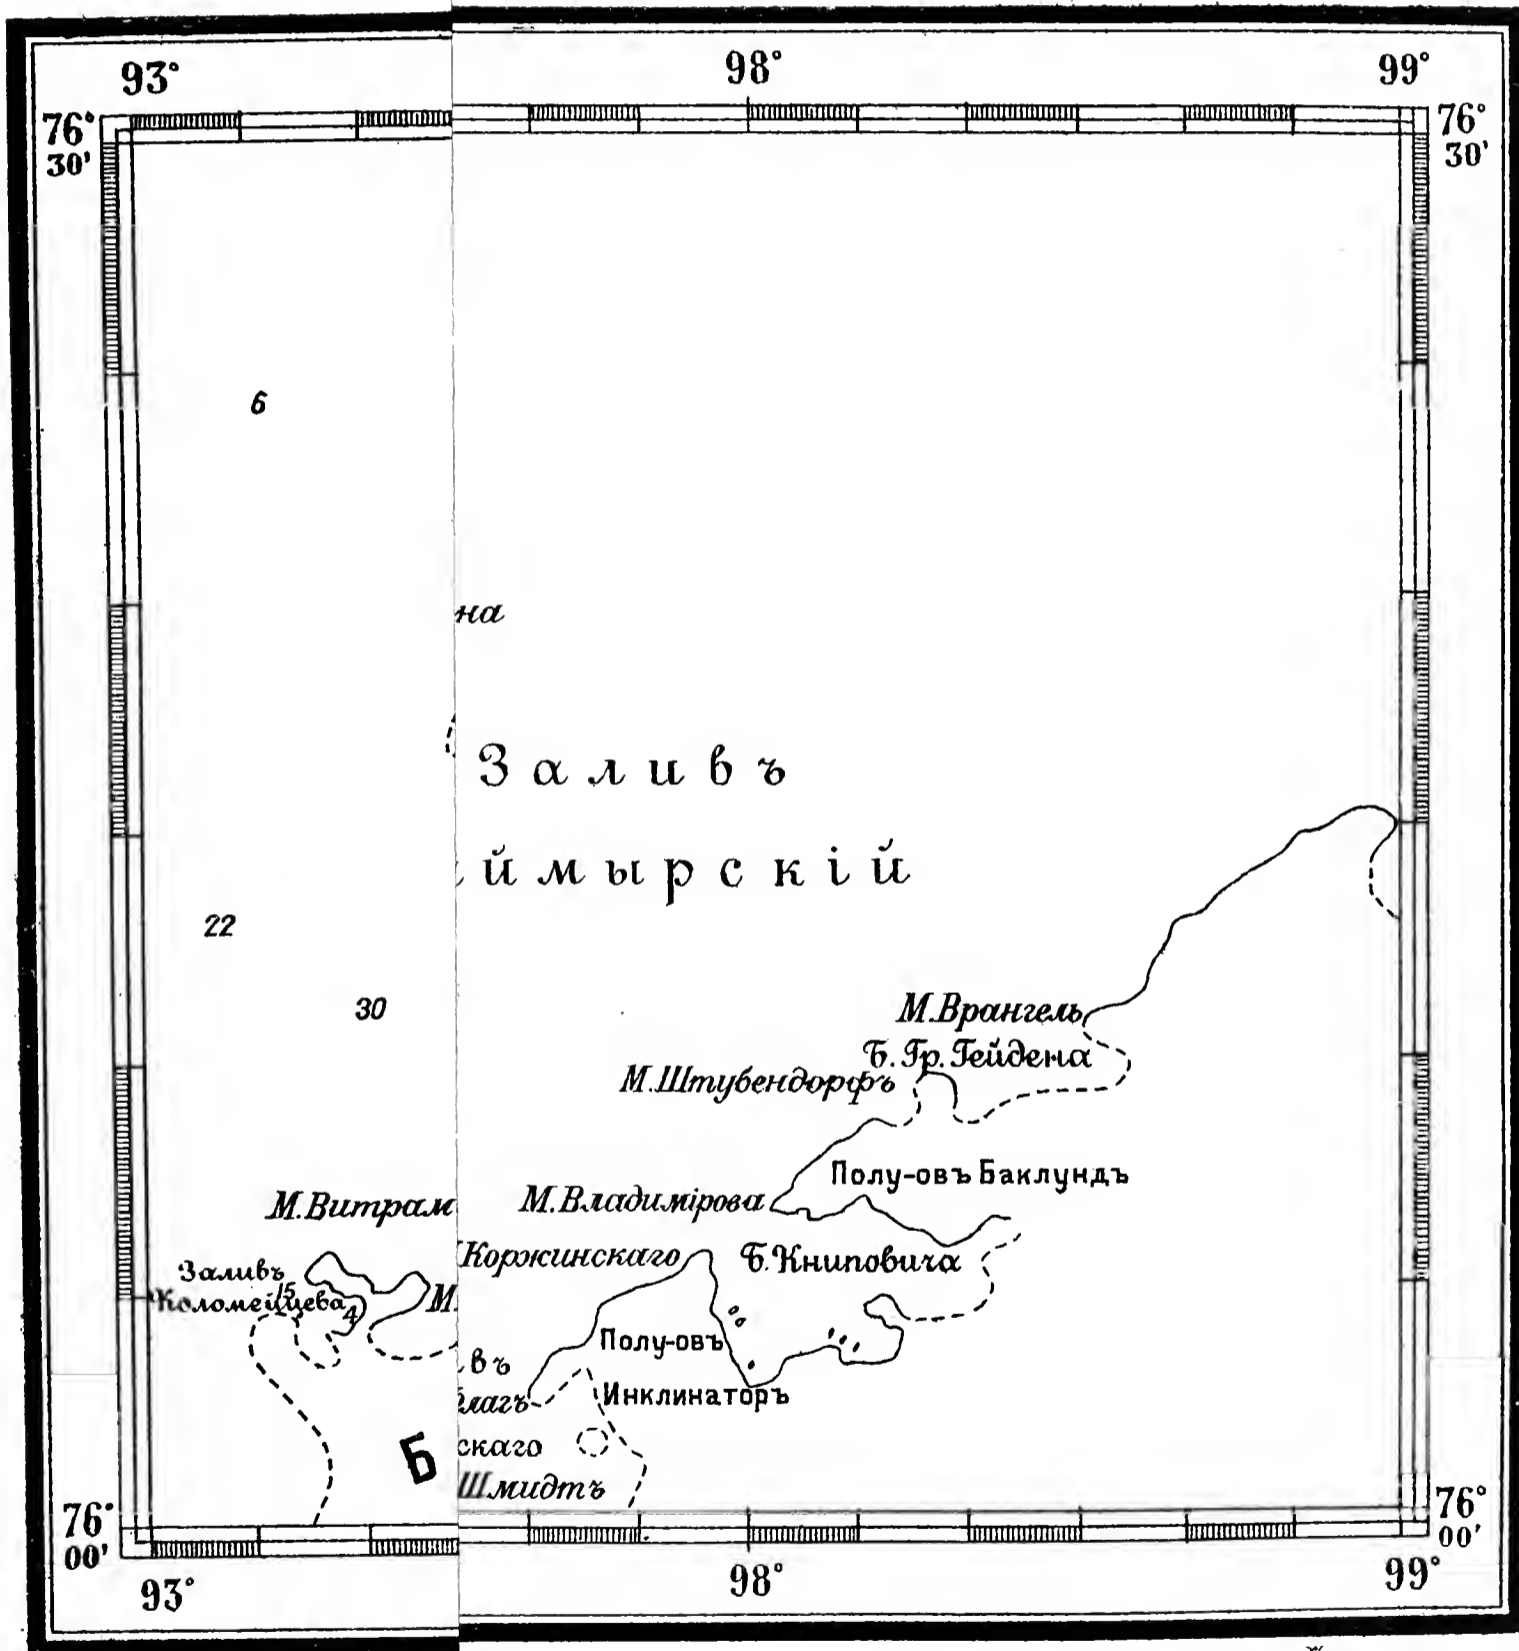 93°
98°
99°
76°
30'
76°
30'
6
на
Заливъ
ймырскій
22
30
М.Врангель
Б.Гр.Гейдена
М.Штубендорфъ
Полу-овъ Баклундъ
М.Витрам
М.Владимірова
Коржинскаго
Б.Книповича
Заливъ
15
Коломейцева
4
М.
Полу-овъ
въ
Инклинаторъ
лагъ
Б
скаго
Шмидтъ
76°
00'
76°
00'
93°
98°
99°